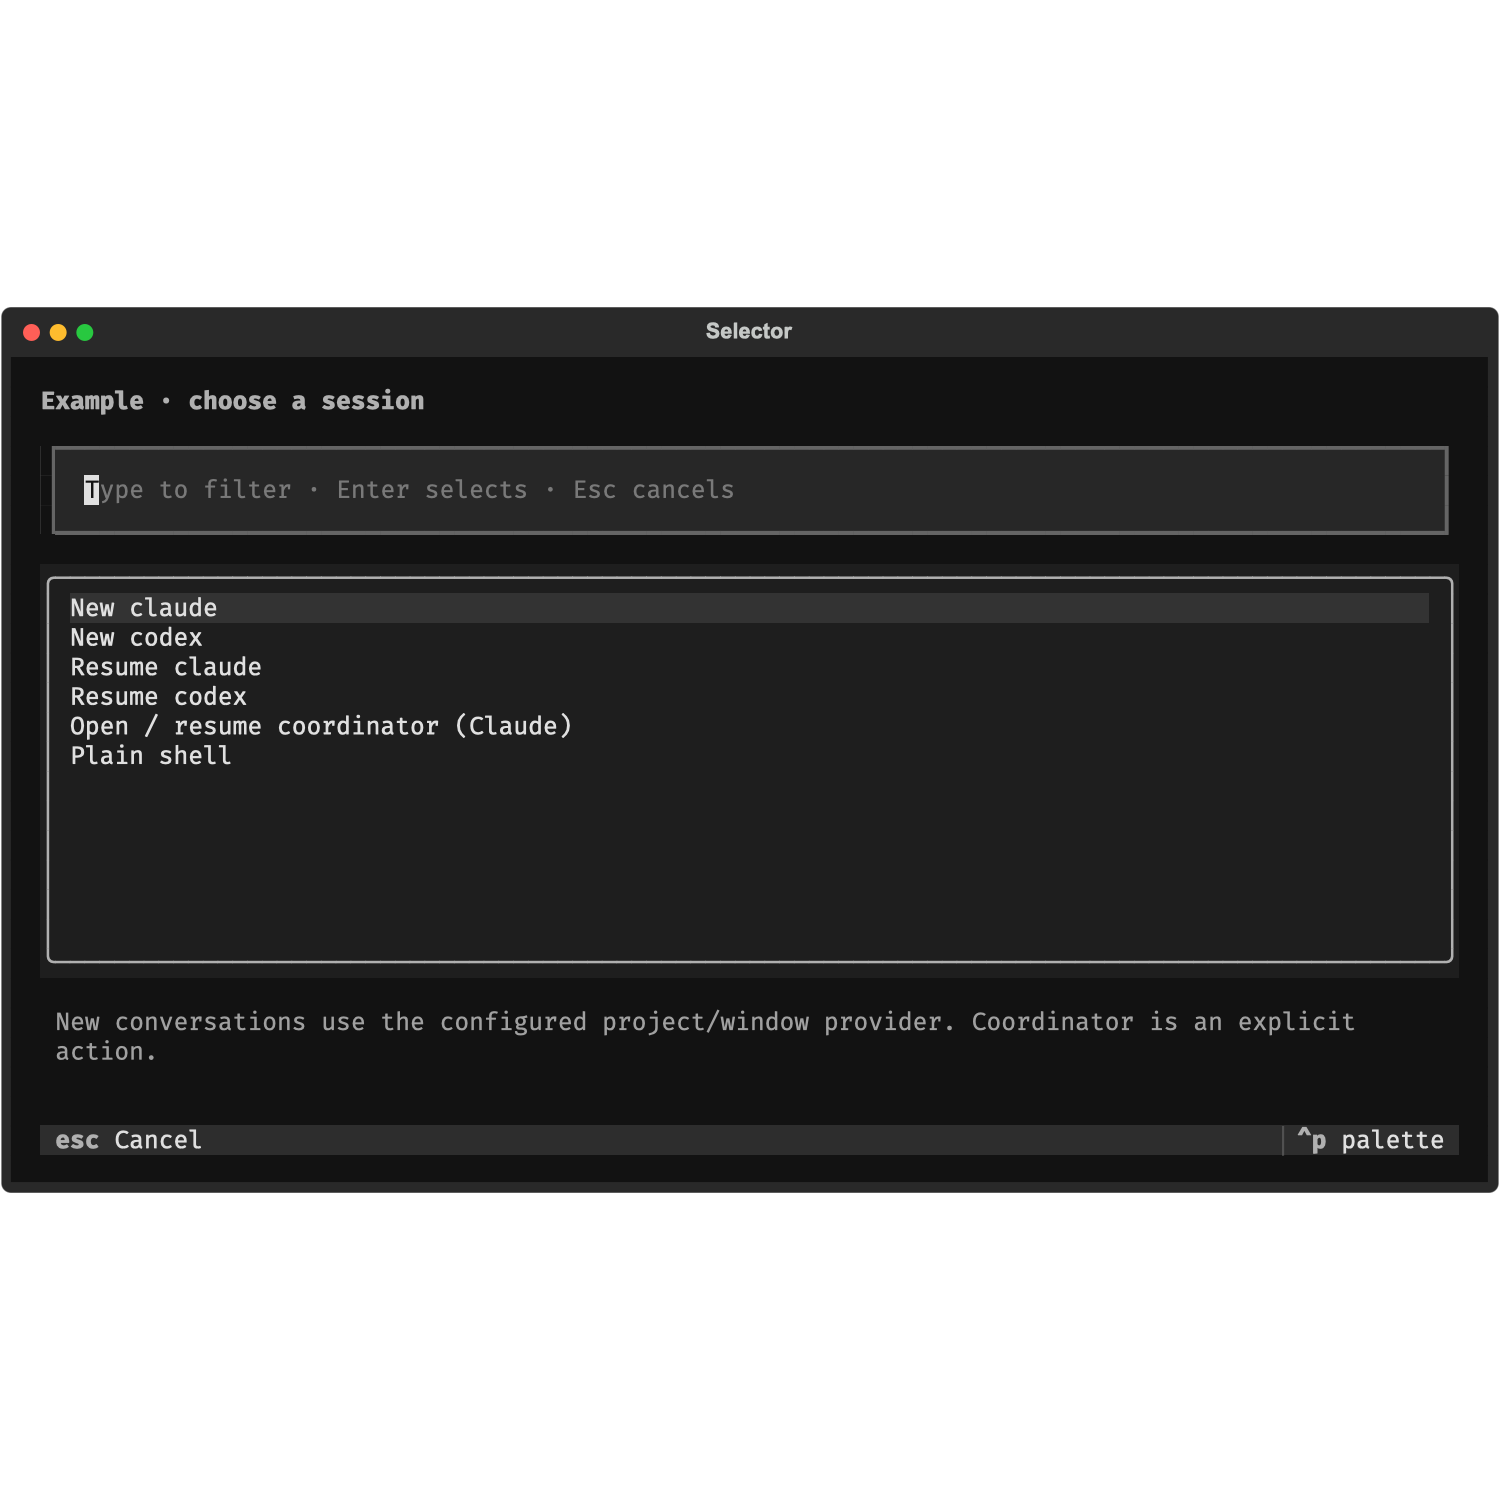 Selector
Example · choose a session
Type to filter · Enter selects · Esc cancels
New claude
New codex
Resume claude
Resume codex
Open / resume coordinator (Claude)
Plain shell
New conversations use the configured project/window provider. Coordinator is an explicit
action.
esc Cancel
^p palette